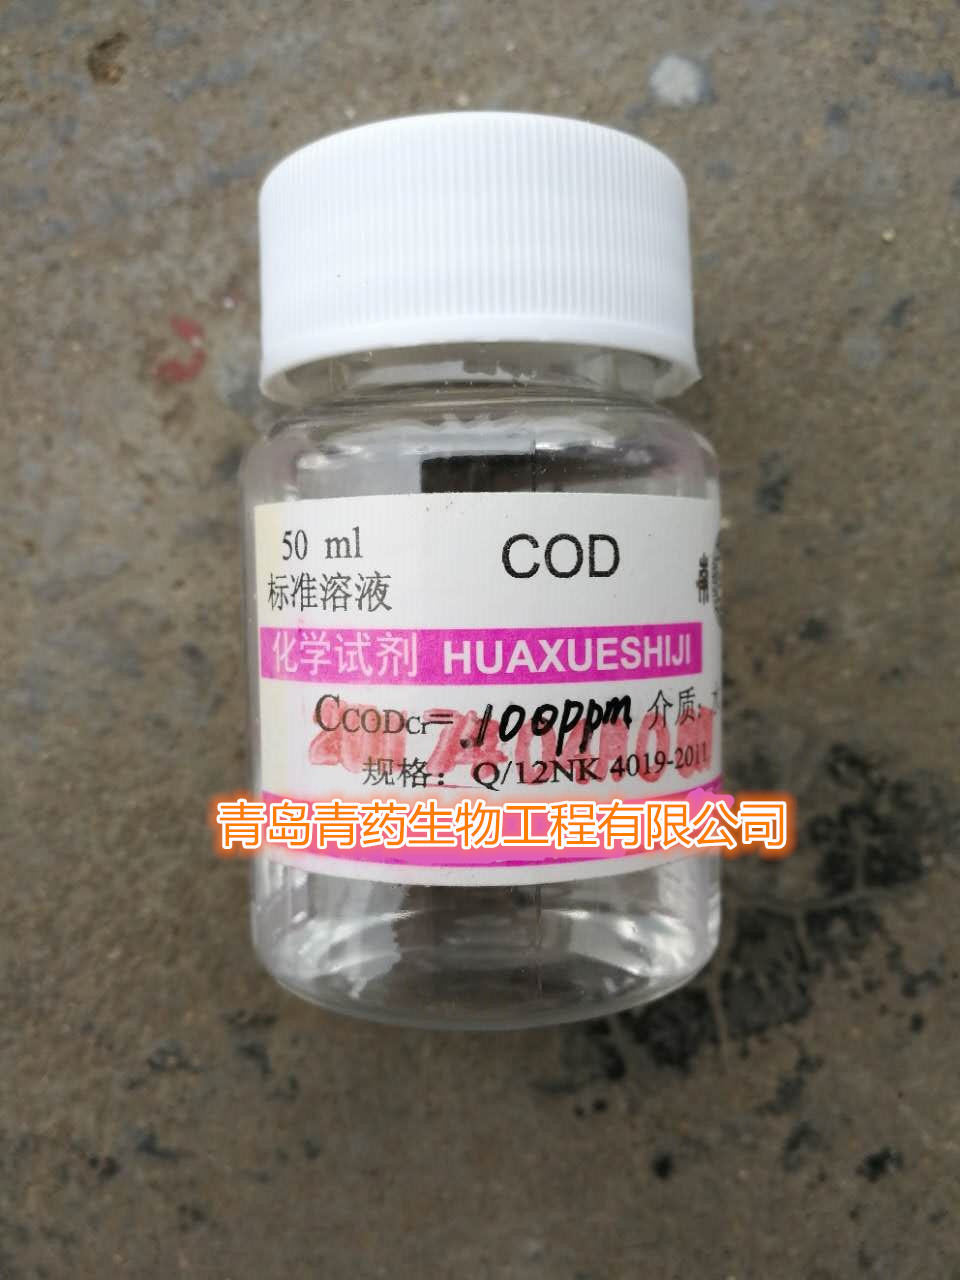 50 ml
标准溶液
COD
化学试剂 HUAXUESHIJI
CCODCr= 100ppm 介质:
规格: Q/12NK 4019-2011
青岛青药生物工程有限公司